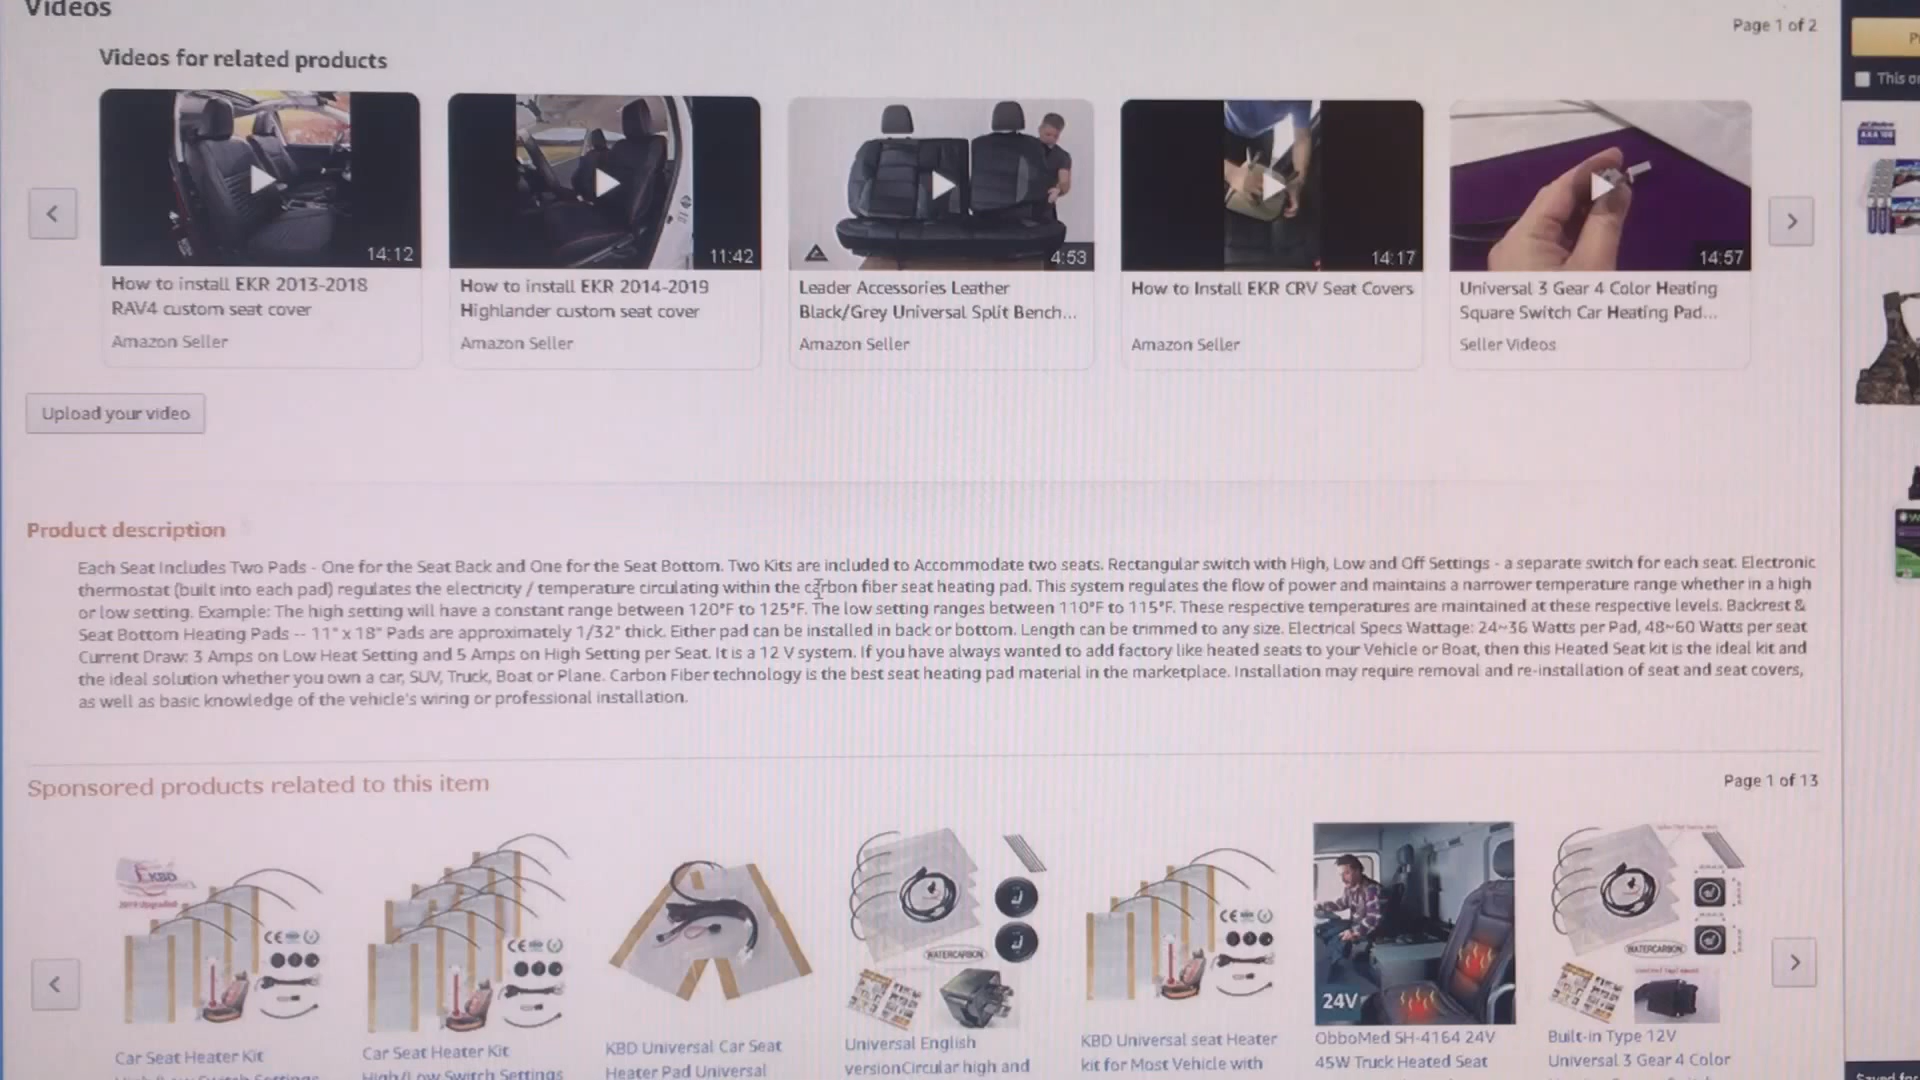 Videos
Page 1 of 2
Videos for related products
14:12
11:42
4:53
14:17
14:57
How to install EKR 2013-2018
RAV4 custom seat cover
Amazon Seller
How to install EKR 2014-2019
Highlander custom seat cover
Amazon Seller
Leader Accessories Leather
Black/Grey Universal Split Bench...
Amazon Seller
How to Install EKR CRV Seat Covers
Amazon Seller
Universal 3 Gear 4 Color Heating
Square Switch Car Heating Pad...
Seller Videos
Upload your video
This
Product description
Each Seat Includes Two Pads - One for the Seat Back and One for the Seat Bottom. Two Kits are included to Accommodate two seats. Rectangular switch with High, Low and Off Settings - a separate switch for each seat. Electronic
thermostat (built into each pad) regulates the electricity / temperature circulating within the carbon fiber seat heating pad. This system regulates the flow of power and maintains a narrower temperature range whether in a high
or low setting. Example: The high setting will have a constant range between 120°F to 125°F. The low setting ranges between 110°F to 115°F. These respective temperatures are maintained at these respective levels. Backrest &
Seat Bottom Heating Pads -- 11" x 18" Pads are approximately 1/32" thick. Either pad can be installed in back or bottom. Length can be trimmed to any size. Electrical Specs Wattage: 24~36 Watts per Pad, 48~60 Watts per seat
Current Draw: 3 Amps on Low Heat Setting and 5 Amps on High Setting per Seat. It is a 12 V system. If you have always wanted to add factory like heated seats to your Vehicle or Boat, then this Heated Seat kit is the ideal kit and
the ideal solution whether you own a car, SUV, Truck, Boat or Plane. Carbon Fiber technology is the best seat heating pad material in the marketplace. Installation may require removal and re-installation of seat and seat covers,
as well as basic knowledge of the vehicle's wiring or professional installation.
Sponsored products related to this item
Page 1 of 13
KBD
WATERCARBON
24V
WATERCARBON
Car Seat Heater Kit
High/Low Switch Settings
Car Seat Heater Kit
High/Low Switch Settings
KBD Universal Car Seat
Heater Pad Universal
Universal English
versionCircular high and
KBD Universal seat Heater
kit for Most Vehicle with
ObboMed SH-4164 24V
45W Truck Heated Seat
Built-in Type 12V
Universal 3 Gear 4 Color